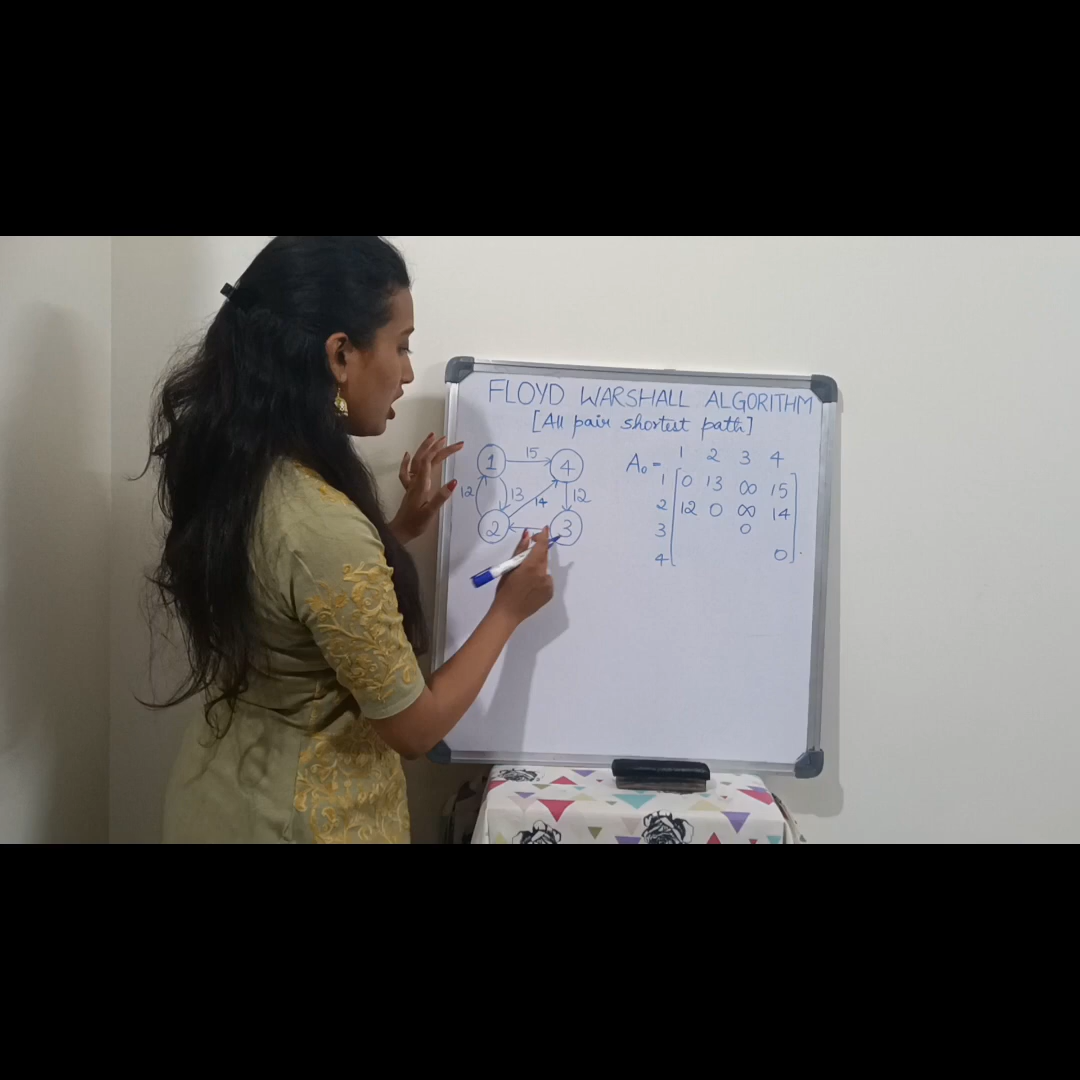 FLOYD WARSHALL ALGORITHM
[All pair shortest path]
1 15 4
12 13 14 12
2 3
A₀ =
1 2 3 4
1 0 13 ∞ 15
2 12 0 ∞ 14
3 0
4 0